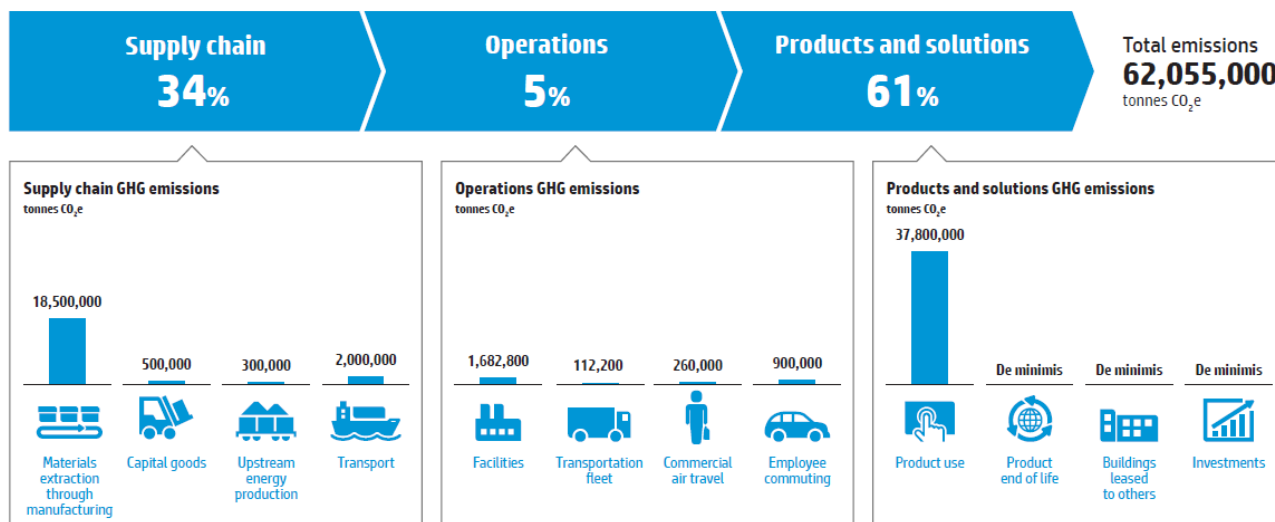 Supply chain
34%
Operations
5%
Products and solutions
61%
Total emissions
62,055,000
tonnes CO₂e
Supply chain GHG emissions
tonnes CO₂e
18,500,000
500,000
300,000
2,000,000
Materials
extraction
through
manufacturing
Capital goods
Upstream
energy
production
Transport
Operations GHG emissions
tonnes CO₂e
1,682,800
112,200
260,000
900,000
Facilities
Transportation
fleet
Commercial
air travel
Employee
commuting
Products and solutions GHG emissions
tonnes CO₂e
37,800,000
De minimis
De minimis
De minimis
Product use
Product
end of life
Buildings
leased
to others
Investments